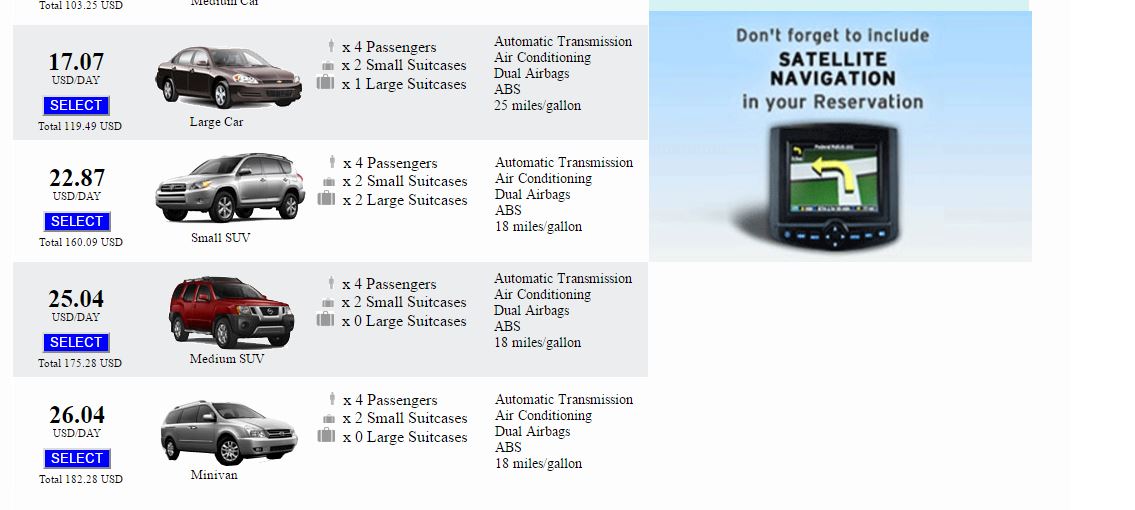 Medium Car
Total 103.25 USD
17.07
USD/DAY
SELECT
Total 119.49 USD
Large Car
x 4 Passengers
x 2 Small Suitcases
x 1 Large Suitcases
Automatic Transmission
Air Conditioning
Dual Airbags
ABS
25 miles/gallon
22.87
USD/DAY
SELECT
Total 160.09 USD
Small SUV
x 4 Passengers
x 2 Small Suitcases
x 2 Large Suitcases
Automatic Transmission
Air Conditioning
Dual Airbags
ABS
18 miles/gallon
25.04
USD/DAY
SELECT
Total 175.28 USD
Medium SUV
x 4 Passengers
x 2 Small Suitcases
x 0 Large Suitcases
Automatic Transmission
Air Conditioning
Dual Airbags
ABS
18 miles/gallon
26.04
USD/DAY
SELECT
Total 182.28 USD
Minivan
x 4 Passengers
x 2 Small Suitcases
x 0 Large Suitcases
Automatic Transmission
Air Conditioning
Dual Airbags
ABS
18 miles/gallon
Don't forget to include
SATELLITE
NAVIGATION
in your Reservation